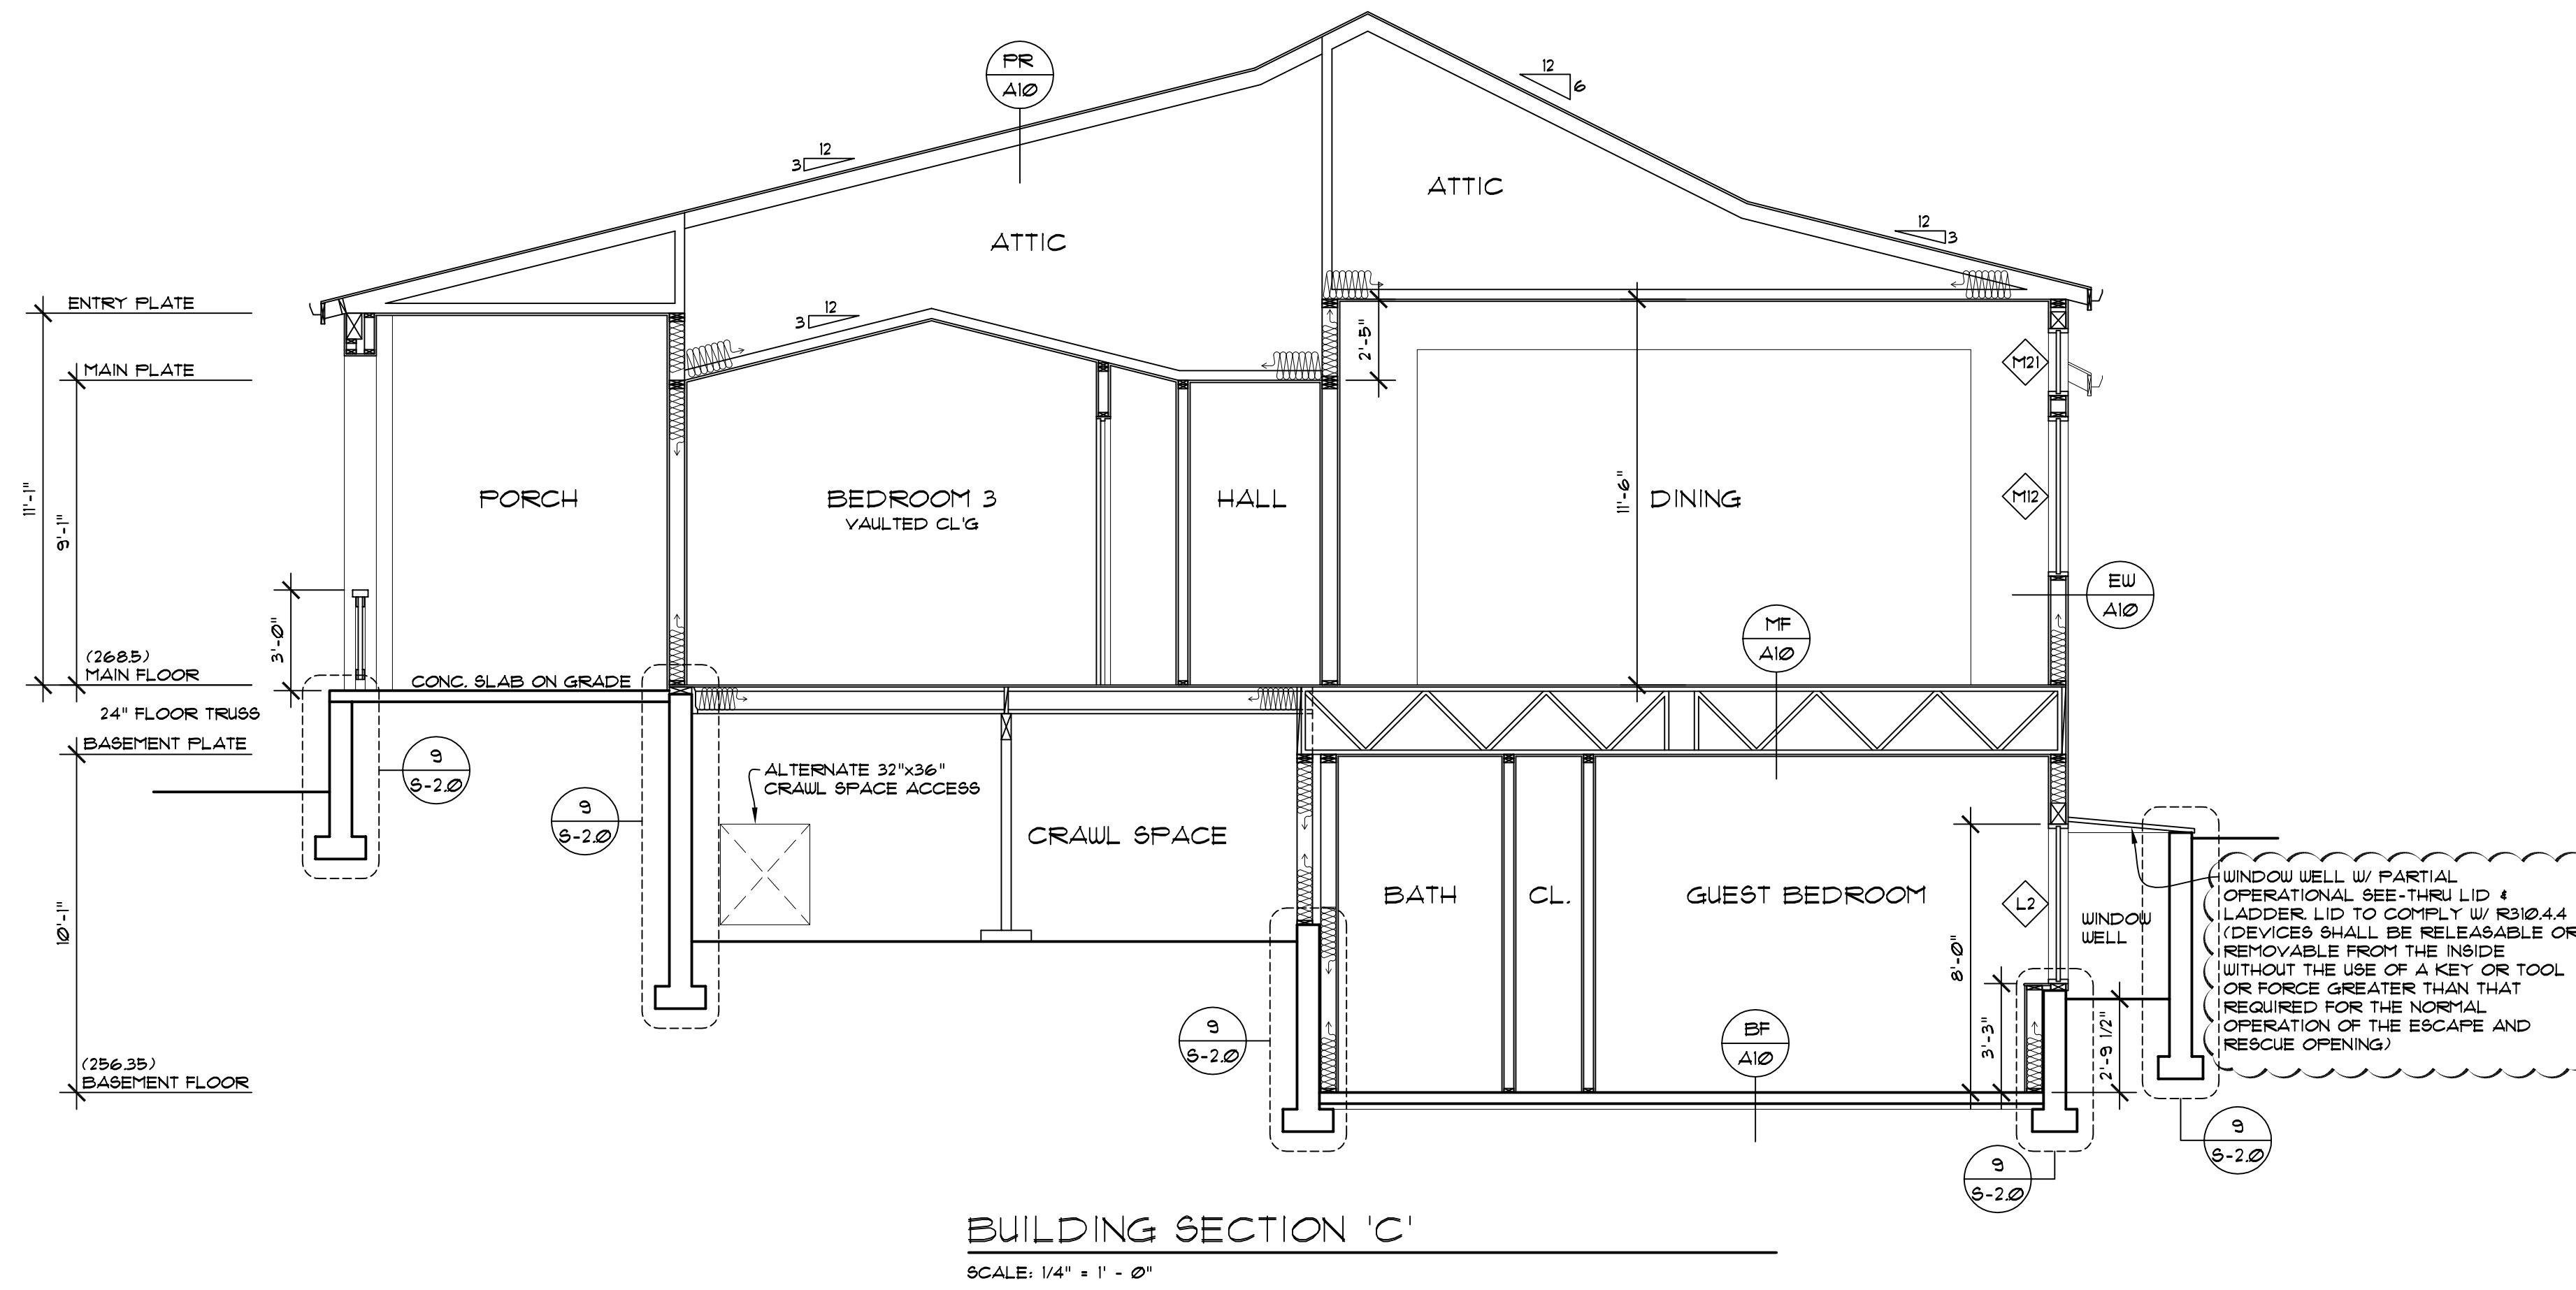 PR
A10
12
6
12
3
ATTIC
ATTIC
12
3
12
3
ENTRY PLATE
MAIN PLATE
2'-5"
M21
11'-1"
9'-1"
PORCH
BEDROOM 3
VAULTED CL'G
HALL
11'-6"
DINING
M12
EW
A10
3'-0"
MF
A10
(268.5)
MAIN FLOOR
CONC. SLAB ON GRADE
24" FLOOR TRUSS
BASEMENT PLATE
9
S-2.0
9
S-2.0
ALTERNATE 32"x36"
CRAWL SPACE ACCESS
CRAWL SPACE
BATH
CL.
GUEST BEDROOM
L2
WINDOW
WELL
WINDOW WELL W/ PARTIAL
OPERATIONAL SEE-THRU LID &
LADDER. LID TO COMPLY W/ R310.4.4
(DEVICES SHALL BE RELEASABLE OR
REMOVABLE FROM THE INSIDE
WITHOUT THE USE OF A KEY OR TOOL
OR FORCE GREATER THAN THAT
REQUIRED FOR THE NORMAL
OPERATION OF THE ESCAPE AND
RESCUE OPENING)
10'-1"
8'-0"
3'-3"
2'-9 1/2"
9
S-2.0
BF
A10
(256.35)
BASEMENT FLOOR
9
S-2.0
9
S-2.0
BUILDING SECTION 'C'
SCALE: 1/4" = 1' - 0"